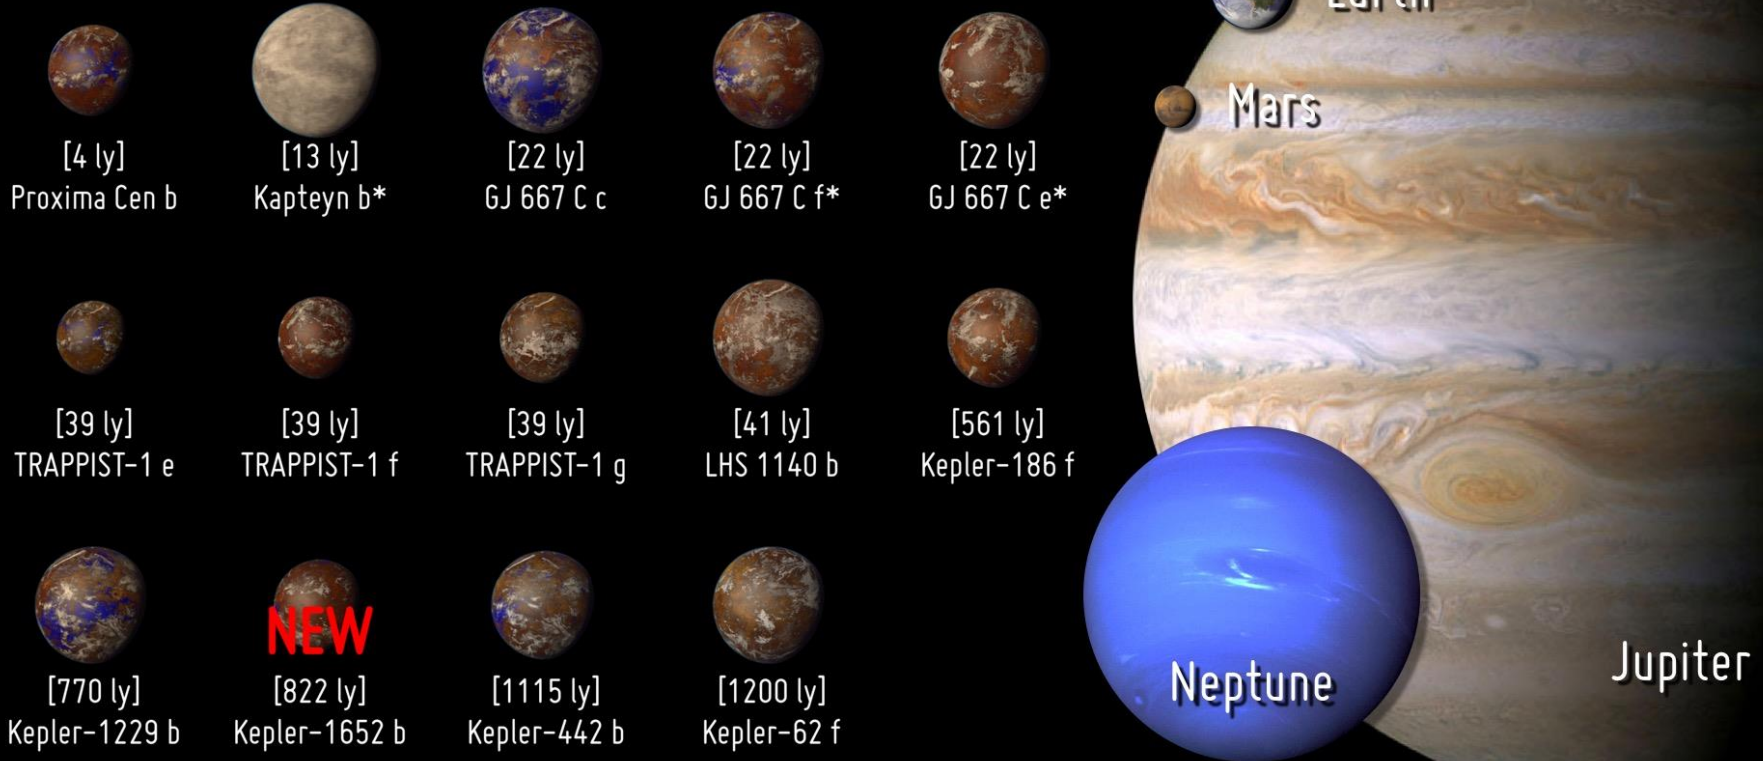 Earth
[4 ly]
Proxima Cen b
[13 ly]
Kapteyn b*
[22 ly]
GJ 667 C c
[22 ly]
GJ 667 C f*
[22 ly]
GJ 667 C e*
Mars
[39 ly]
TRAPPIST-1 e
[39 ly]
TRAPPIST-1 f
[39 ly]
TRAPPIST-1 g
[41 ly]
LHS 1140 b
[561 ly]
Kepler-186 f
[770 ly]
Kepler-1229 b
NEW
[822 ly]
Kepler-1652 b
[1115 ly]
Kepler-442 b
[1200 ly]
Kepler-62 f
Neptune
Jupiter